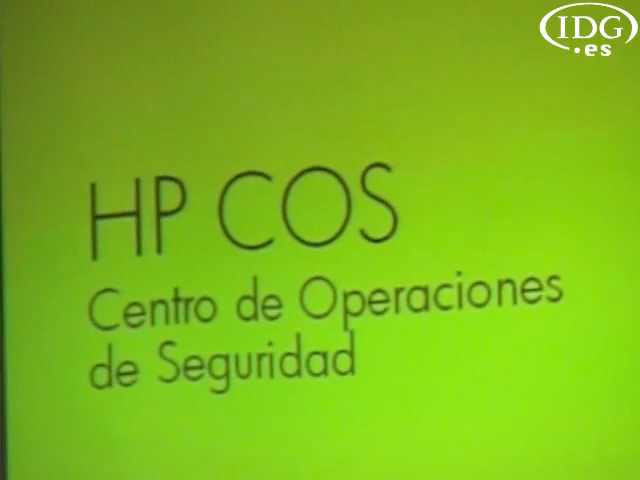 IDG
.es
HP COS
Centro de Operaciones
de Seguridad